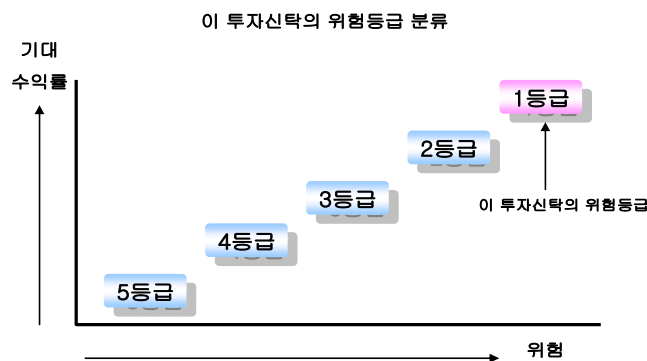 이 투자신탁의 위험등급 분류
기대
수익률
1등급
2등급
3등급
이 투자신탁의 위험등급
4등급
5등급
위험